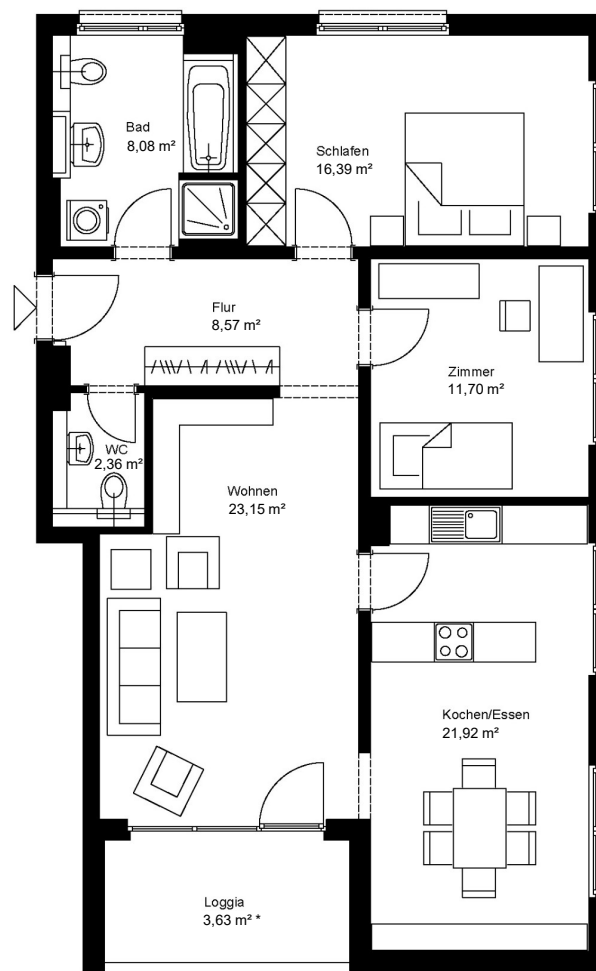 Bad
8,08 m²
Schlafen
16,39 m²
Flur
8,57 m²
Zimmer
11,70 m²
WC
2,36 m²
Wohnen
23,15 m²
Kochen/Essen
21,92 m²
Loggia
3,63 m² *